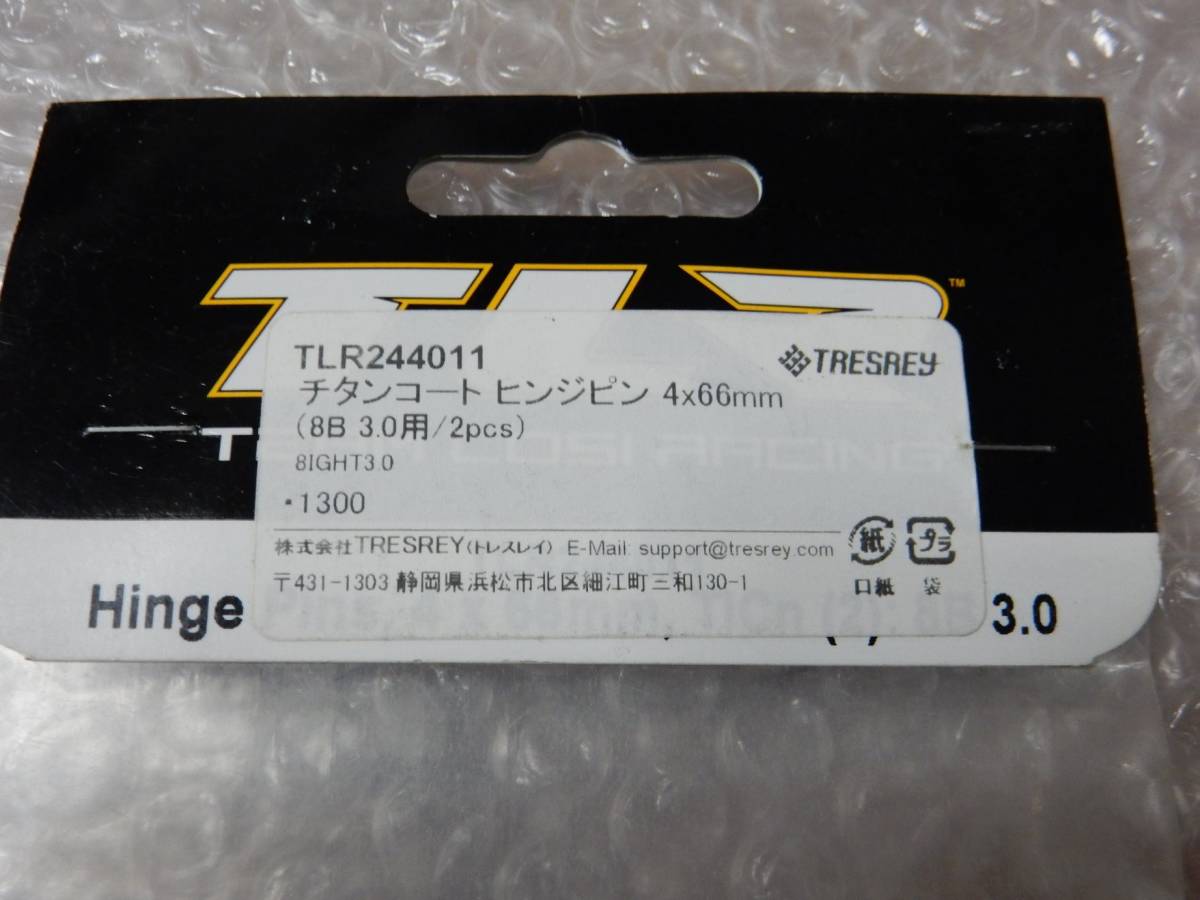 TLR™
TLR244011
TRESREY
チタンコート ヒンジピン 4x66mm
(8B 3.0用/2pcs)
8IGHT3.0
・1300
株式会社TRESREY(トレスレイ) E-Mail: support@tresrey.com
〒431-1303 静岡県浜松市北区細江町三和130-1
紙 プラ
口紙 袋
Hinge 3.0